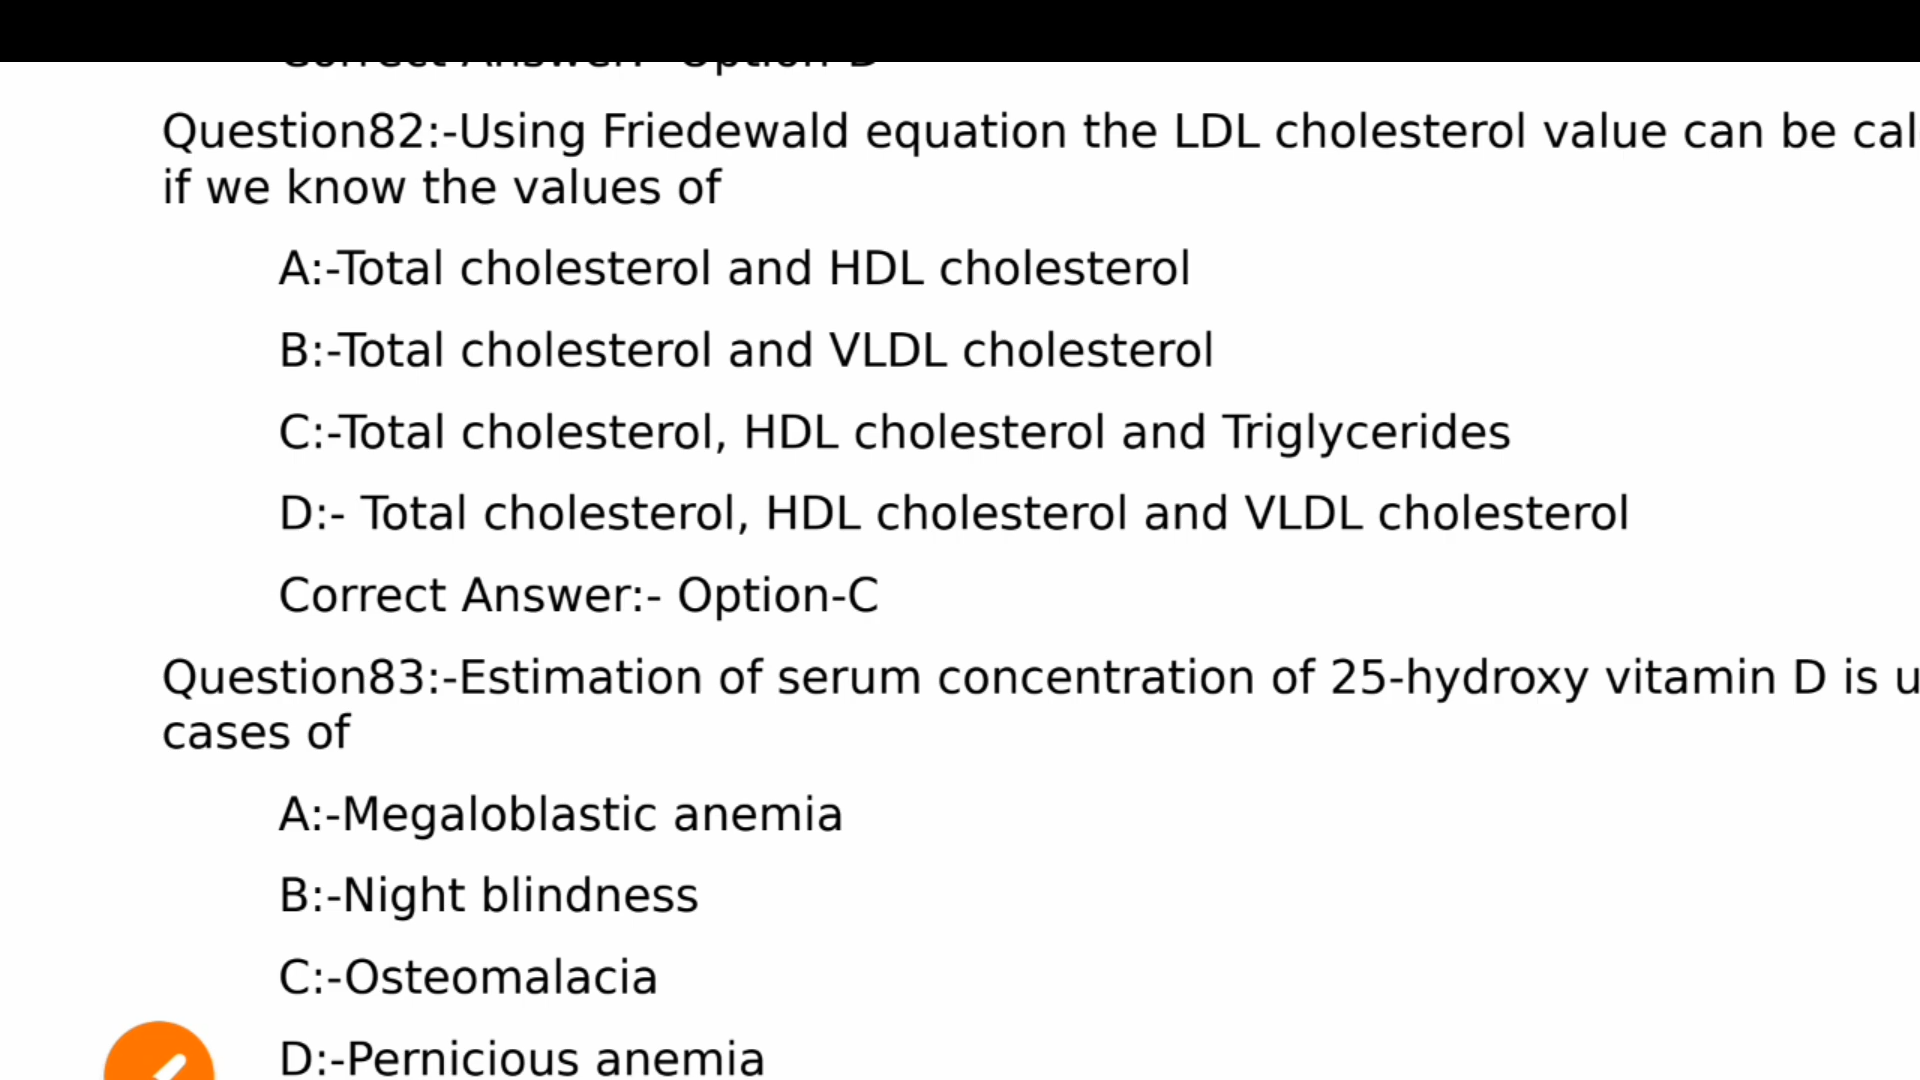 Correct Answer:- Option-
Question82:-Using Friedewald equation the LDL cholesterol value can be cal
if we know the values of
A:-Total cholesterol and HDL cholesterol
B:-Total cholesterol and VLDL cholesterol
C:-Total cholesterol, HDL cholesterol and Triglycerides
D:- Total cholesterol, HDL cholesterol and VLDL cholesterol
Correct Answer:- Option-C
Question83:-Estimation of serum concentration of 25-hydroxy vitamin D is u
cases of
A:-Megaloblastic anemia
B:-Night blindness
C:-Osteomalacia
D:-Pernicious anemia